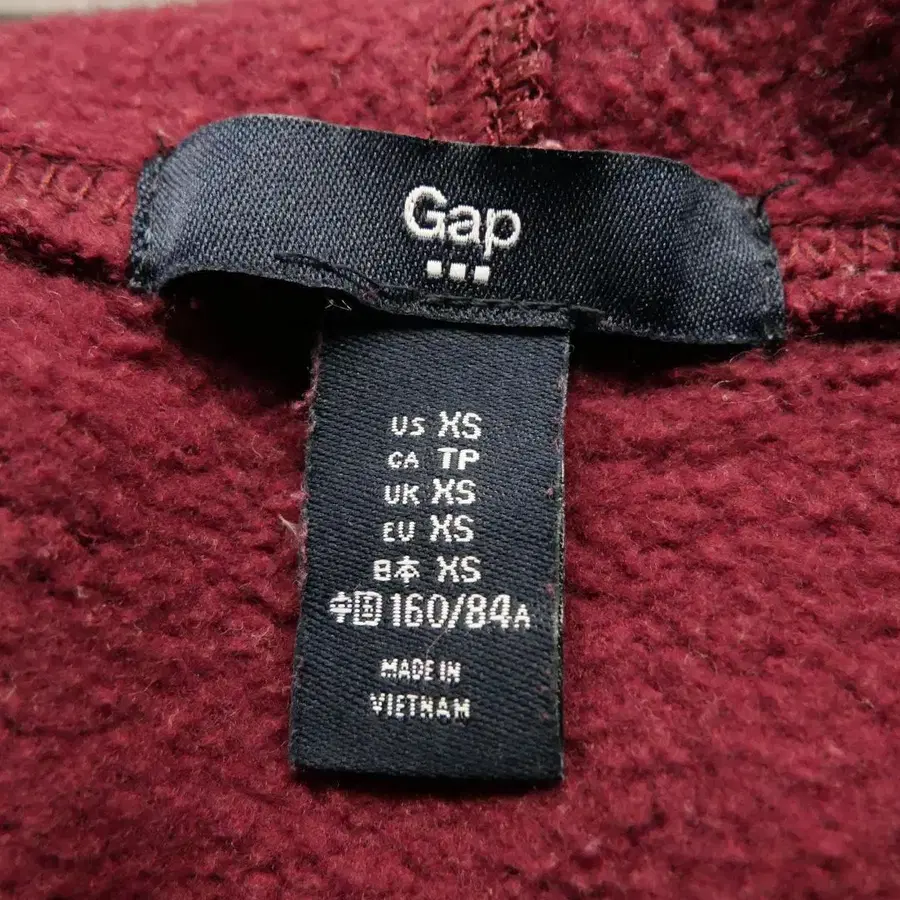 Gap
US XS
CA TP
UK XS
EU XS
日本 XS
中国 160/84A
MADE IN
VIETNAM